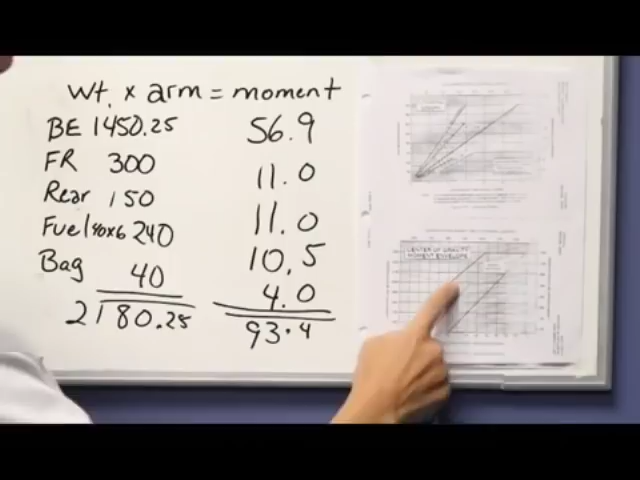 Wt. x arm = moment
BE 1450.25 56.9
FR 300 11.0
Rear 150 11.0
Fuel 40x6 240 10.5
Bag 40 4.0
2180.25 93.4
CENTER OF GRAVITY
MOMENT ENVELOPE